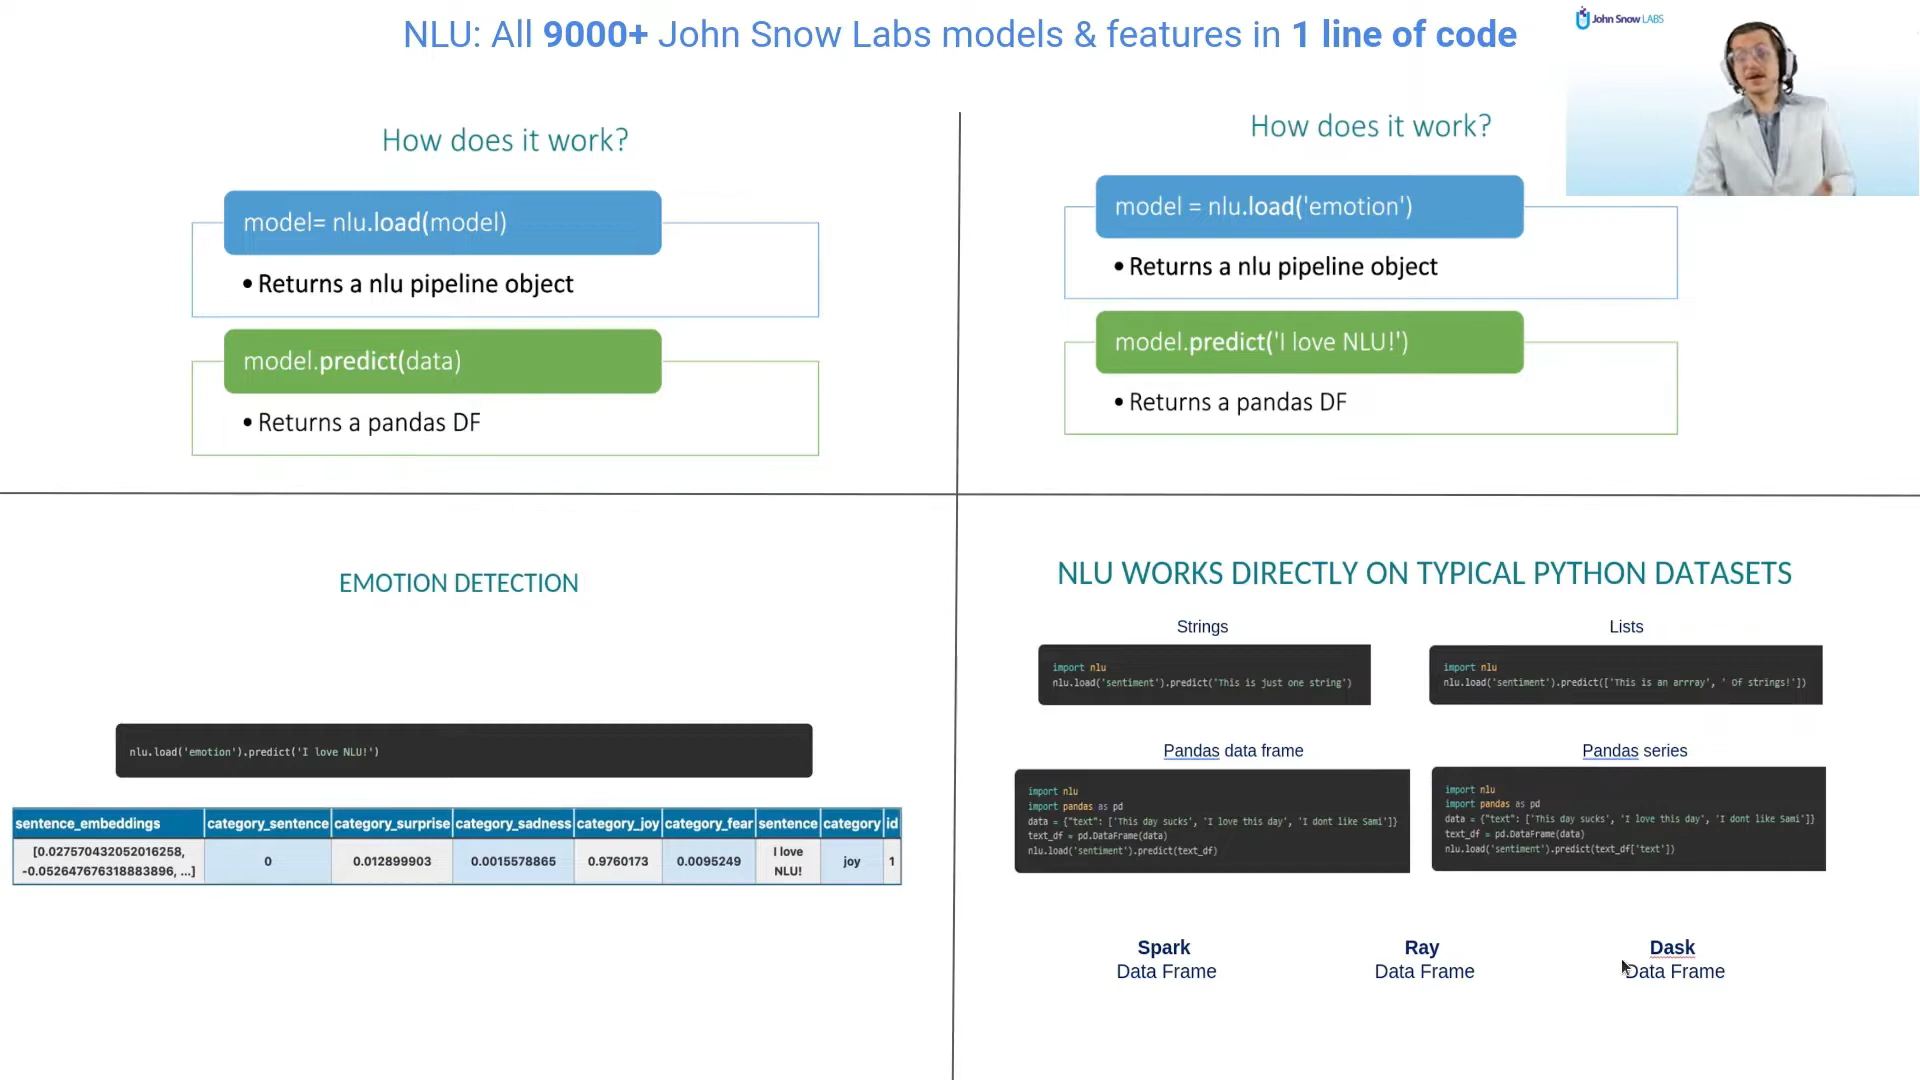 NLU: All 9000+ John Snow Labs models & features in 1 line of code
John Snow LABS
How does it work?
model= nlu.load(model)
• Returns a nlu pipeline object
model.predict(data)
• Returns a pandas DF
How does it work?
model = nlu.load('emotion')
• Returns a nlu pipeline object
model.predict('I love NLU!')
• Returns a pandas DF
EMOTION DETECTION
nlu.load('emotion').predict('I love NLU!')
sentence_embeddings category_sentence category_surprise category_sadness category_joy category_fear sentence category id
[0.027570432052016258, -0.052647676318883896, ...] 0 0.012899903 0.0015578865 0.9760173 0.0095249 I love NLU! joy 1
NLU WORKS DIRECTLY ON TYPICAL PYTHON DATASETS
Strings
import nlu
nlu.load('sentiment').predict('This is just one string')
Lists
import nlu
nlu.load('sentiment').predict(['This is an arrray', ' Of strings!'])
Pandas data frame
import nlu
import pandas as pd
data = {"text": ['This day sucks', 'I love this day', 'I dont like Sami']}
text_df = pd.DataFrame(data)
nlu.load('sentiment').predict(text_df)
Pandas series
import nlu
import pandas as pd
data = {"text": ['This day sucks', 'I love this day', 'I dont like Sami']}
text_df = pd.DataFrame(data)
nlu.load('sentiment').predict(text_df['text'])
Spark
Data Frame
Ray
Data Frame
Dask
Data Frame